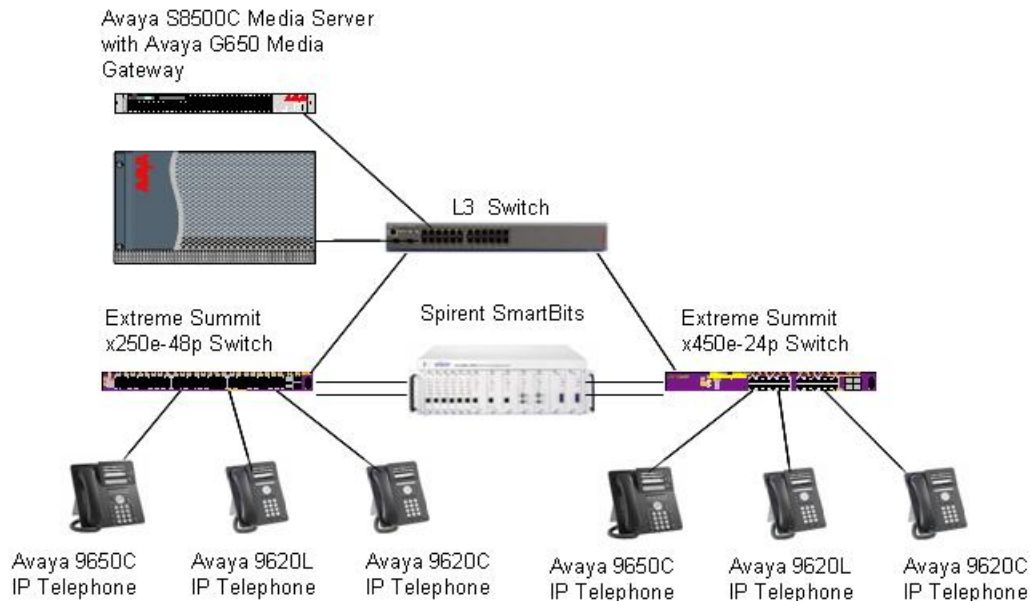 Avaya S8500C Media Server
with Avaya G650 Media
Gateway
L3 Switch
Extreme Summit
x250e-48p Switch
Spirent SmartBits
Extreme Summit
x450e-24p Switch
Avaya 9650C
IP Telephone
Avaya 9620L
IP Telephone
Avaya 9620C
IP Telephone
Avaya 9650C
IP Telephone
Avaya 9620L
IP Telephone
Avaya 9620C
IP Telephone